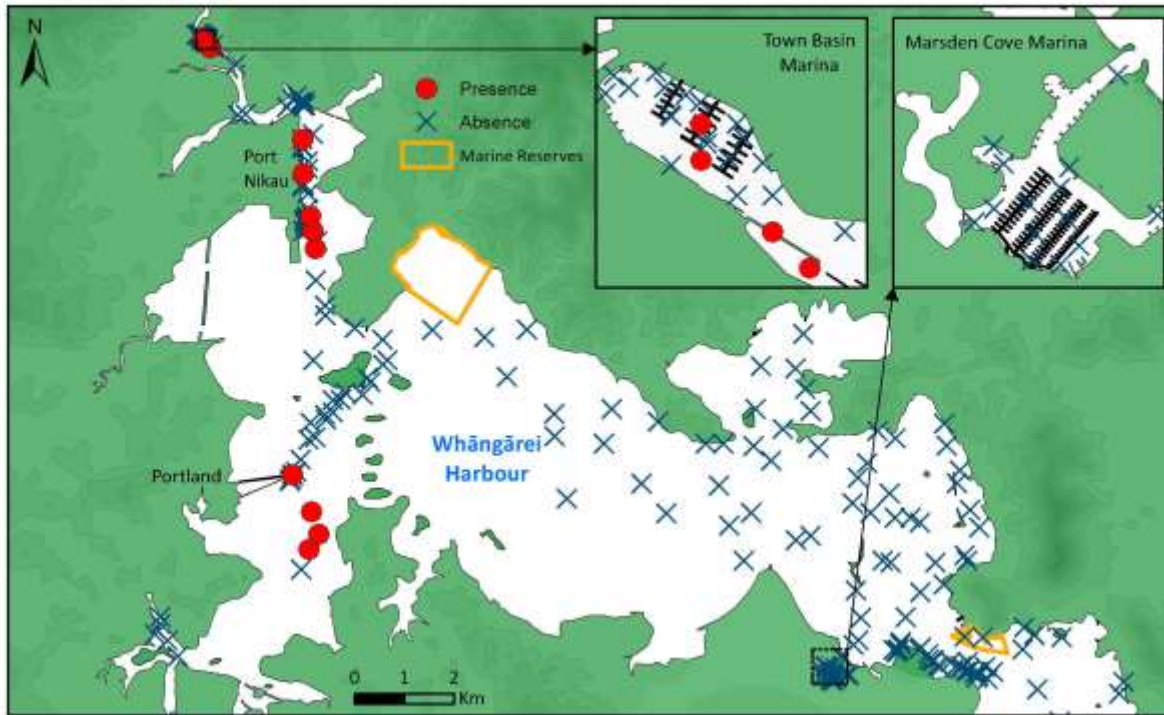 N
Presence
Absence
Marine Reserves
Town Basin
Marina
Marsden Cove Marina
Port
Nikau
Whāngārei
Harbour
Portland
0 1 2
Km